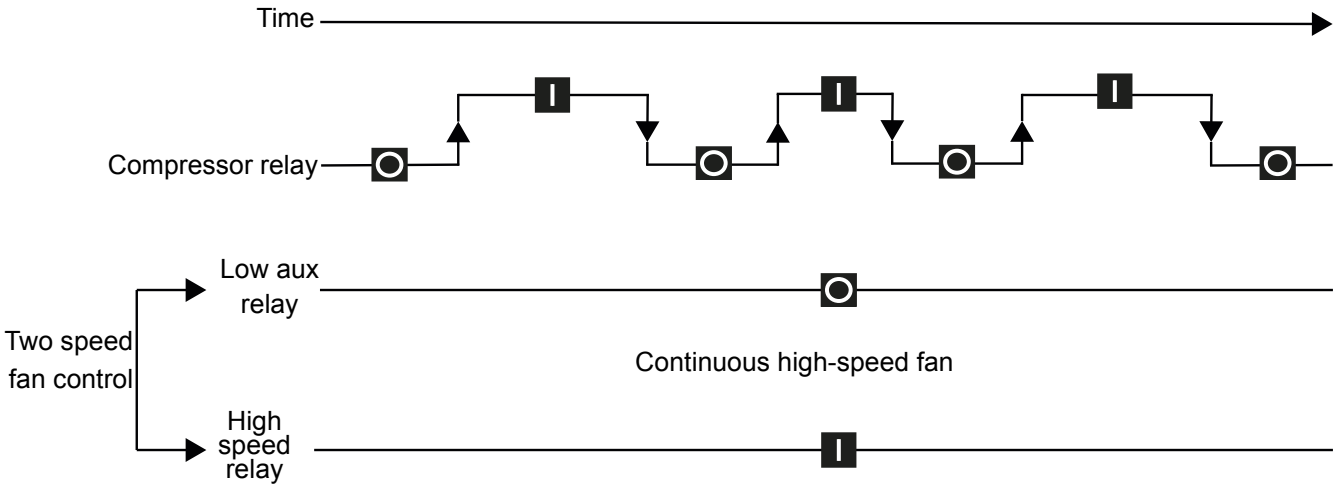 Time
Compressor relay
Low aux
relay
Two speed
fan control
Continuous high-speed fan
High
speed
relay